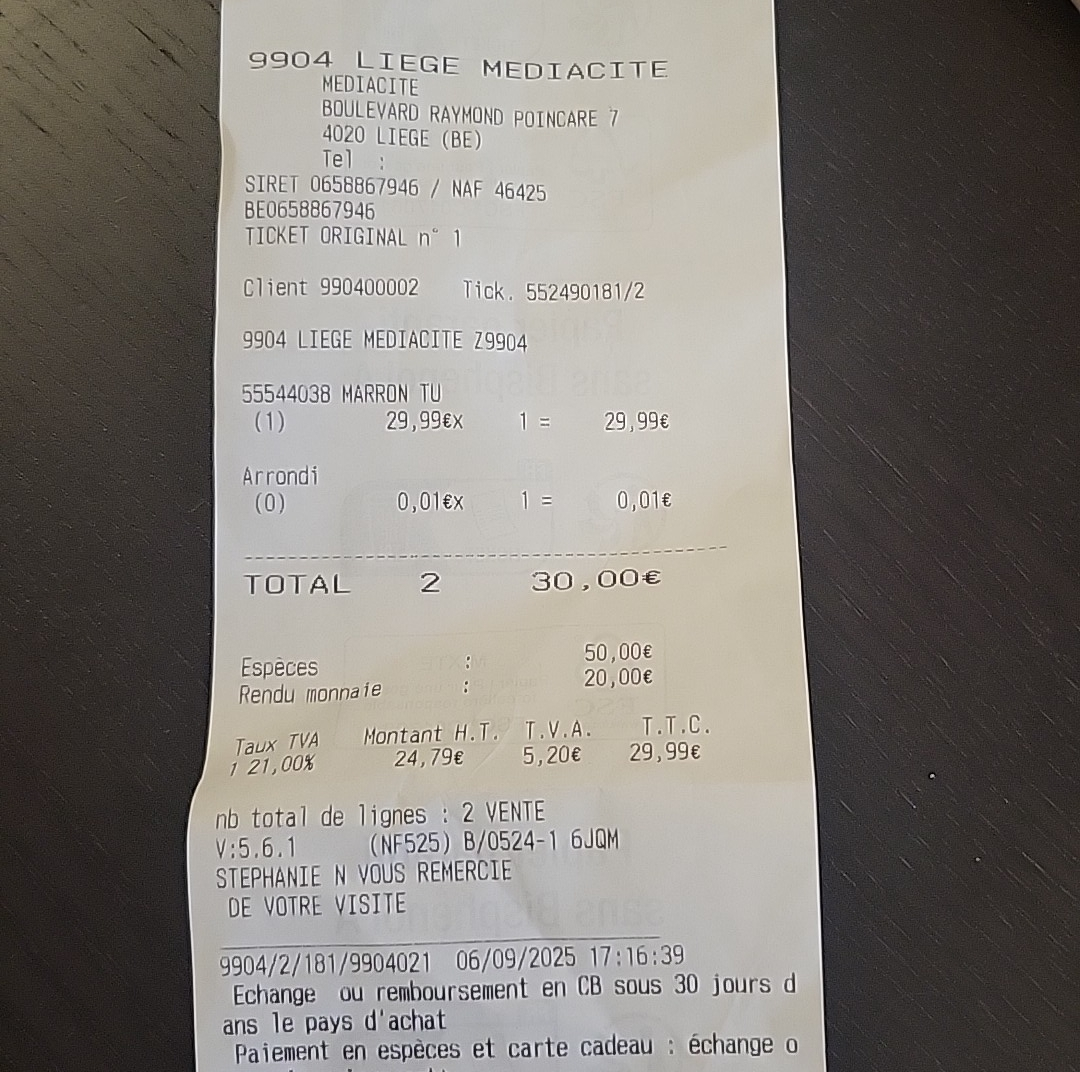 9904 LIEGE MEDIACITE
MEDIACITE
BOULEVARD RAYMOND POINCARE 7
4020 LIEGE (BE)
Tel :
SIRET 0658867946 / NAF 46425
BE0658867946
TICKET ORIGINAL n° 1
Client 990400002 Tick. 552490181/2
9904 LIEGE MEDIACITE Z9904
55544038 MARRON TU
(1) 29,99€x 1 = 29,99€
Arrondi
(0) 0,01€x 1 = 0,01€
TOTAL 2 30,00€
Espèces : 50,00€
Rendu monnaie : 20,00€
Taux TVA Montant H.T. T.V.A. T.T.C.
1 21,00% 24,79€ 5,20€ 29,99€
nb total de lignes : 2 VENTE
V:5.6.1 (NF525) B/0524-1 6JQM
STEPHANIE N VOUS REMERCIE
DE VOTRE VISITE
9904/2/181/9904021 06/09/2025 17:16:39
Echange ou remboursement en CB sous 30 jours d
ans le pays d'achat
Paiement en espèces et carte cadeau : échange o